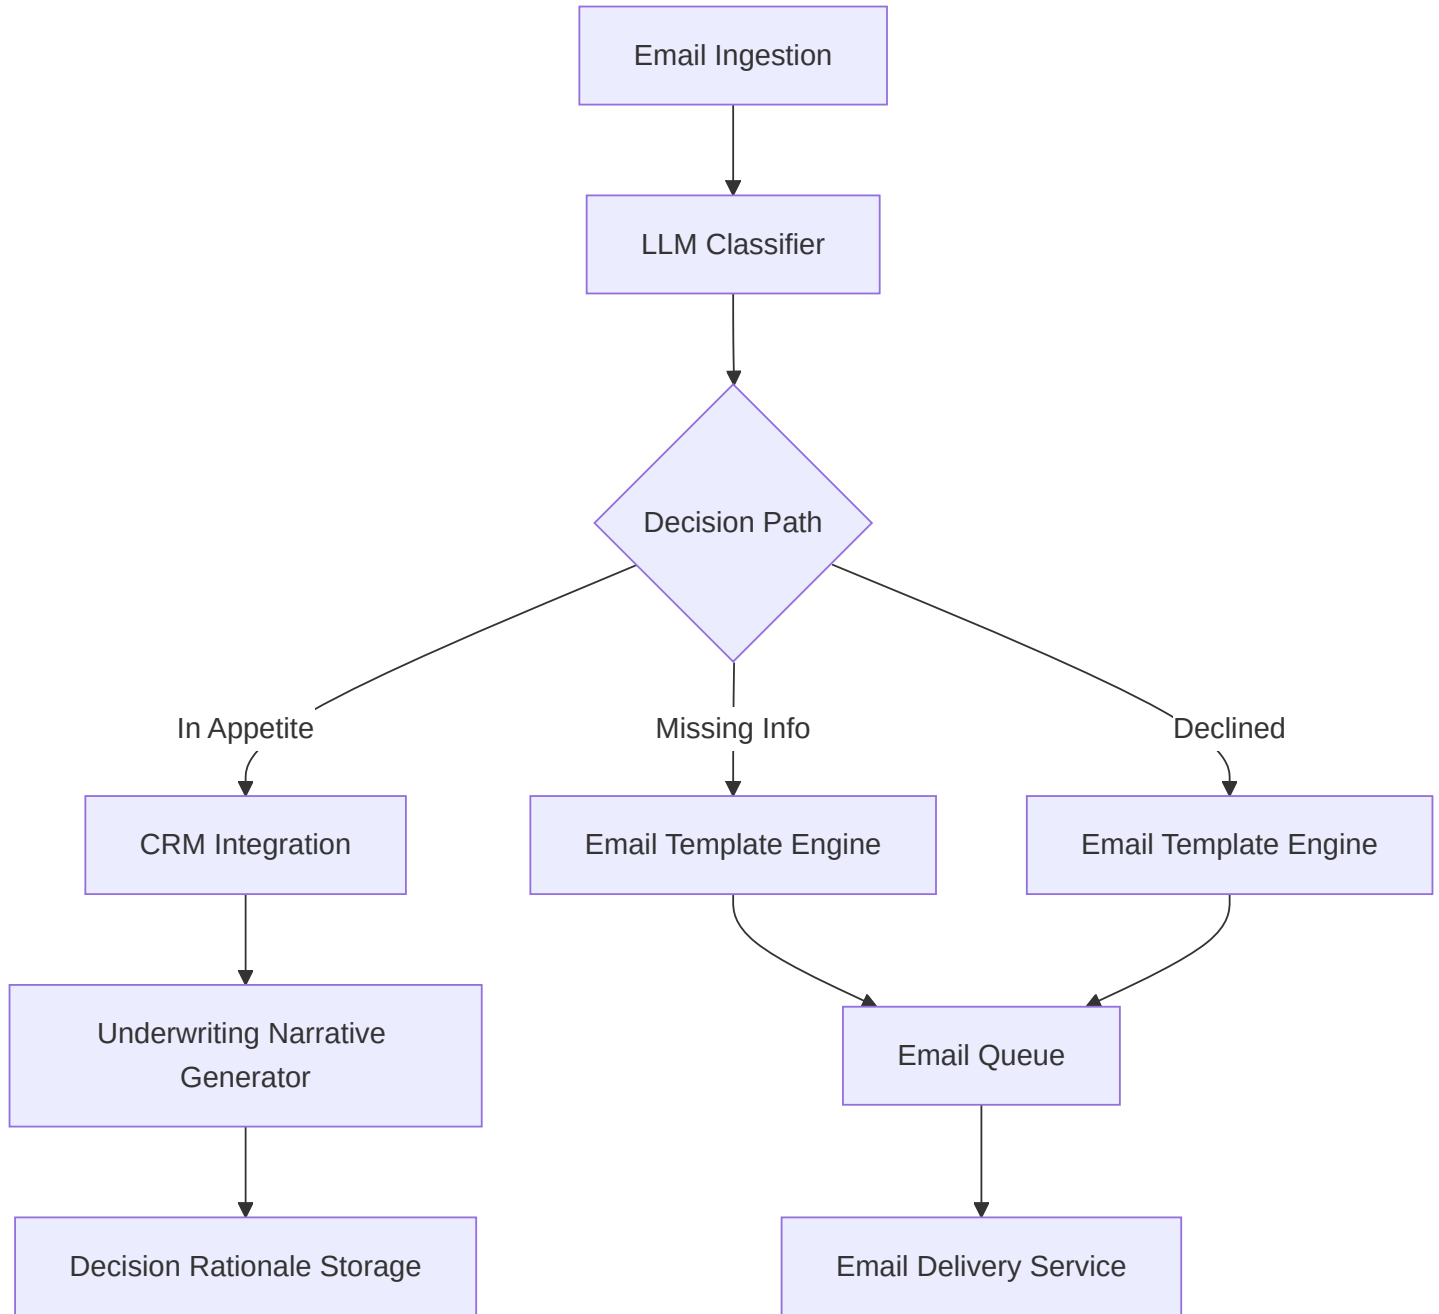 Email Ingestion
LLM Classifier
Decision Path
In Appetite
Missing Info
Declined
CRM Integration
Email Template Engine
Email Template Engine
Underwriting Narrative
Generator
Email Queue
Decision Rationale Storage
Email Delivery Service